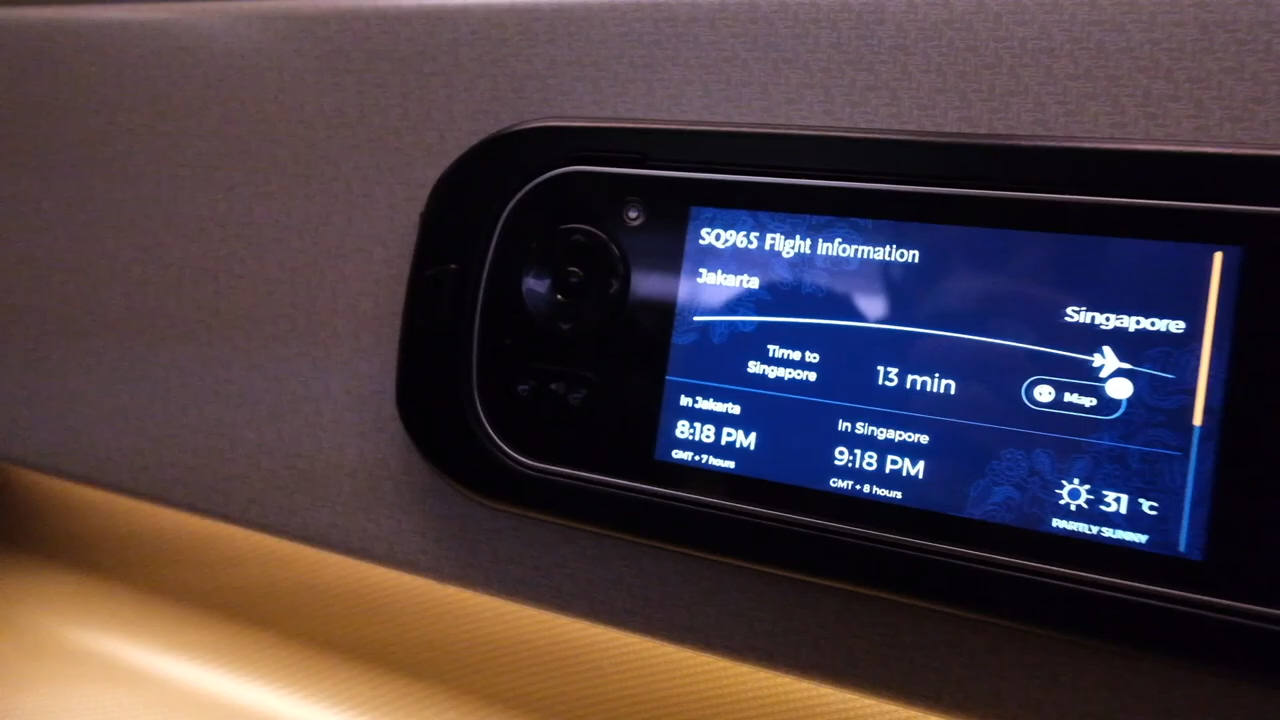 SQ965 Flight information
Jakarta
Singapore
Time to
Singapore
13 min
Map
In Jakarta
8:18 PM
GMT + 7 hours
In Singapore
9:18 PM
GMT + 8 hours
31 °C
PARTLY SUNNY